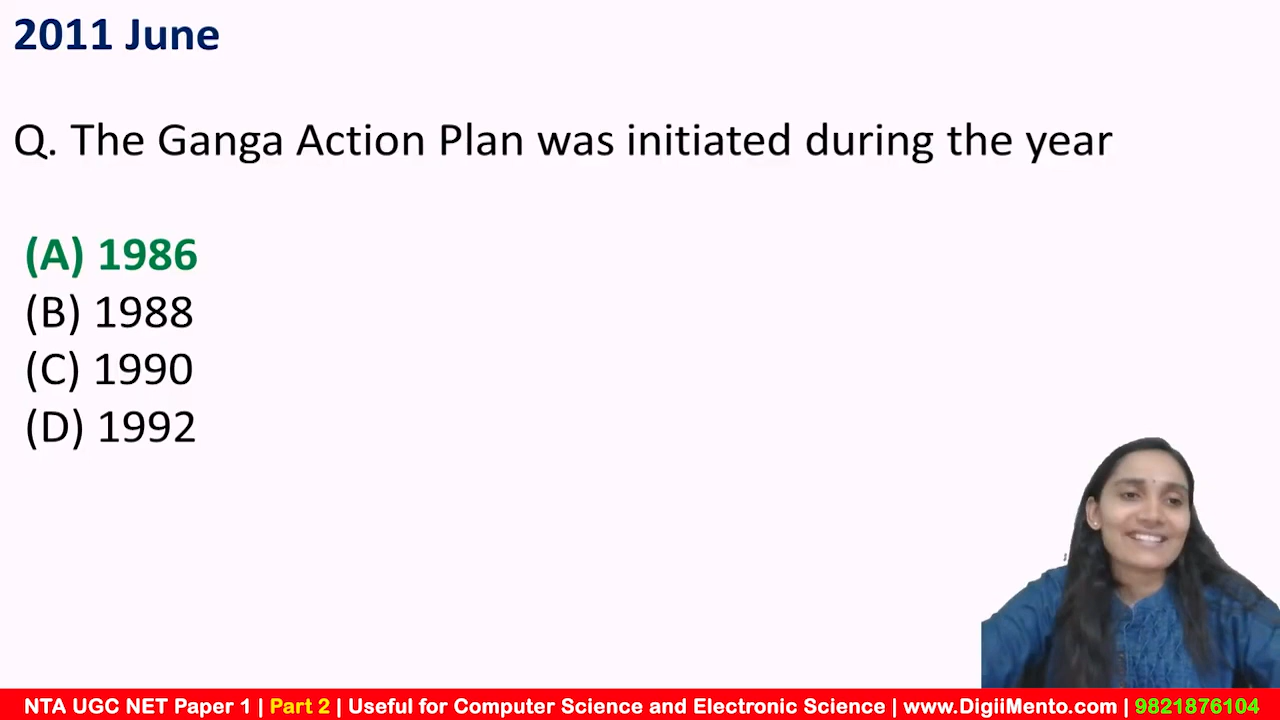 2011 June
Q. The Ganga Action Plan was initiated during the year
(A) 1986
(B) 1988
(C) 1990
(D) 1992
NTA UGC NET Paper 1 | Part 2 | Useful for Computer Science and Electronic Science | www.DigiiMento.com | 9821876104